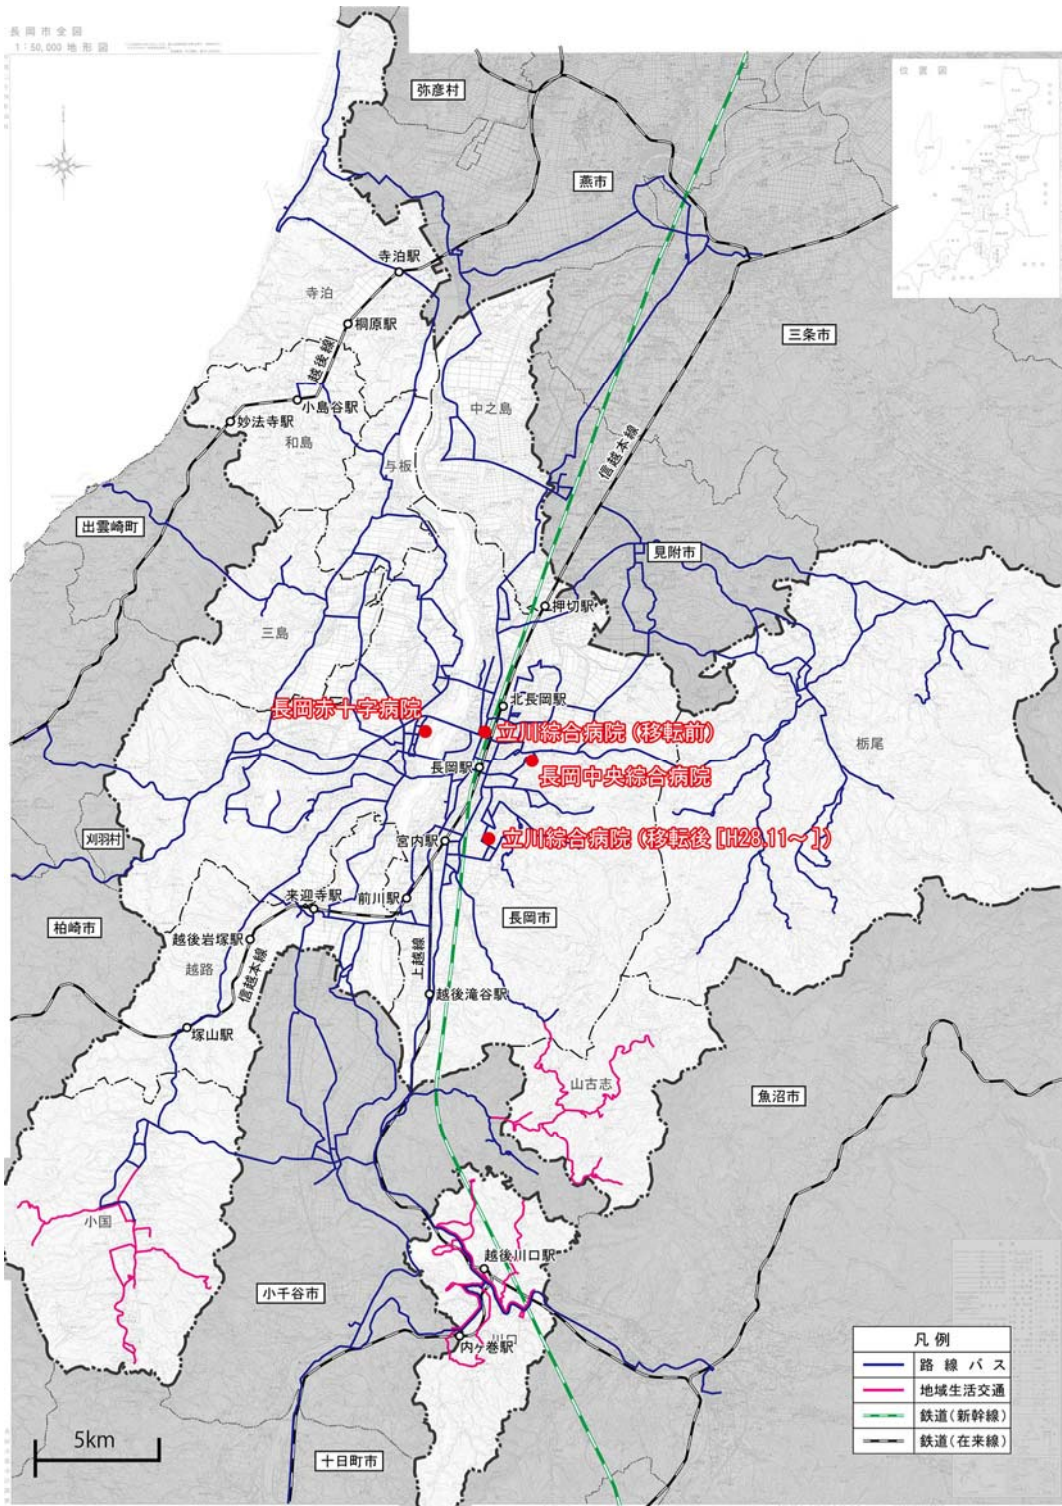 長岡市全図
1:50,000 地形図
位置図
弥彦村
燕市
寺泊駅
寺泊
桐原駅
三条市
越後線
小島谷駅
中之島
妙法寺駅
和島
信越本線
与板
出雲崎町
見附市
押切駅
三島
北長岡駅
長岡赤十字病院
立川綜合病院（移転前）
栃尾
長岡駅
長岡中央綜合病院
刈羽村
宮内駅
立川綜合病院（移転後［H28.11～］）
来迎寺駅
前川駅
長岡市
柏崎市
越後岩塚駅
越路
信越本線
上越線
越後滝谷駅
塚山駅
山古志
魚沼市
小国
越後川口駅
小千谷市
川口
内ヶ巻駅
凡例
路線バス
地域生活交通
鉄道（新幹線）
鉄道（在来線）
5km
十日町市